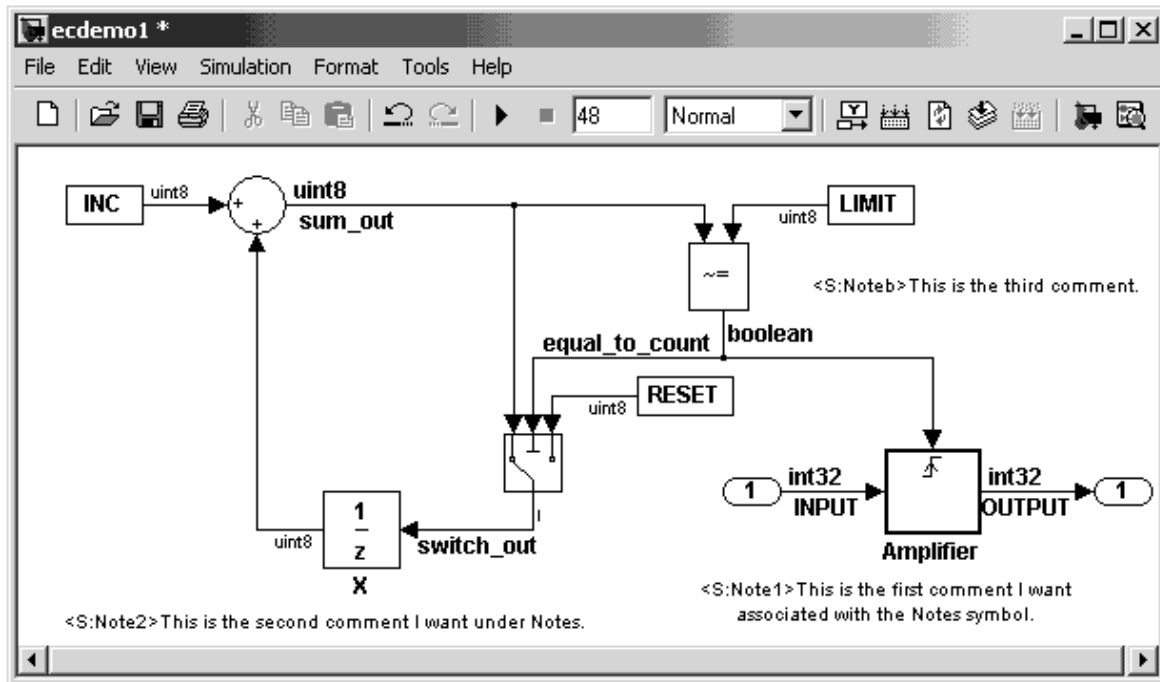 ecdemo1 *
File Edit View Simulation Format Tools Help
48 Normal
INC
uint8
+
+
uint8
sum_out
uint8
LIMIT
~=
<S:Noteb>This is the third comment.
boolean
equal_to_count
uint8
RESET
1
int32
INPUT
int32
OUTPUT
1
Amplifier
uint8
1
z
X
switch_out
<S:Note1>This is the first comment I want
associated with the Notes symbol.
<S:Note2>This is the second comment I want under Notes.